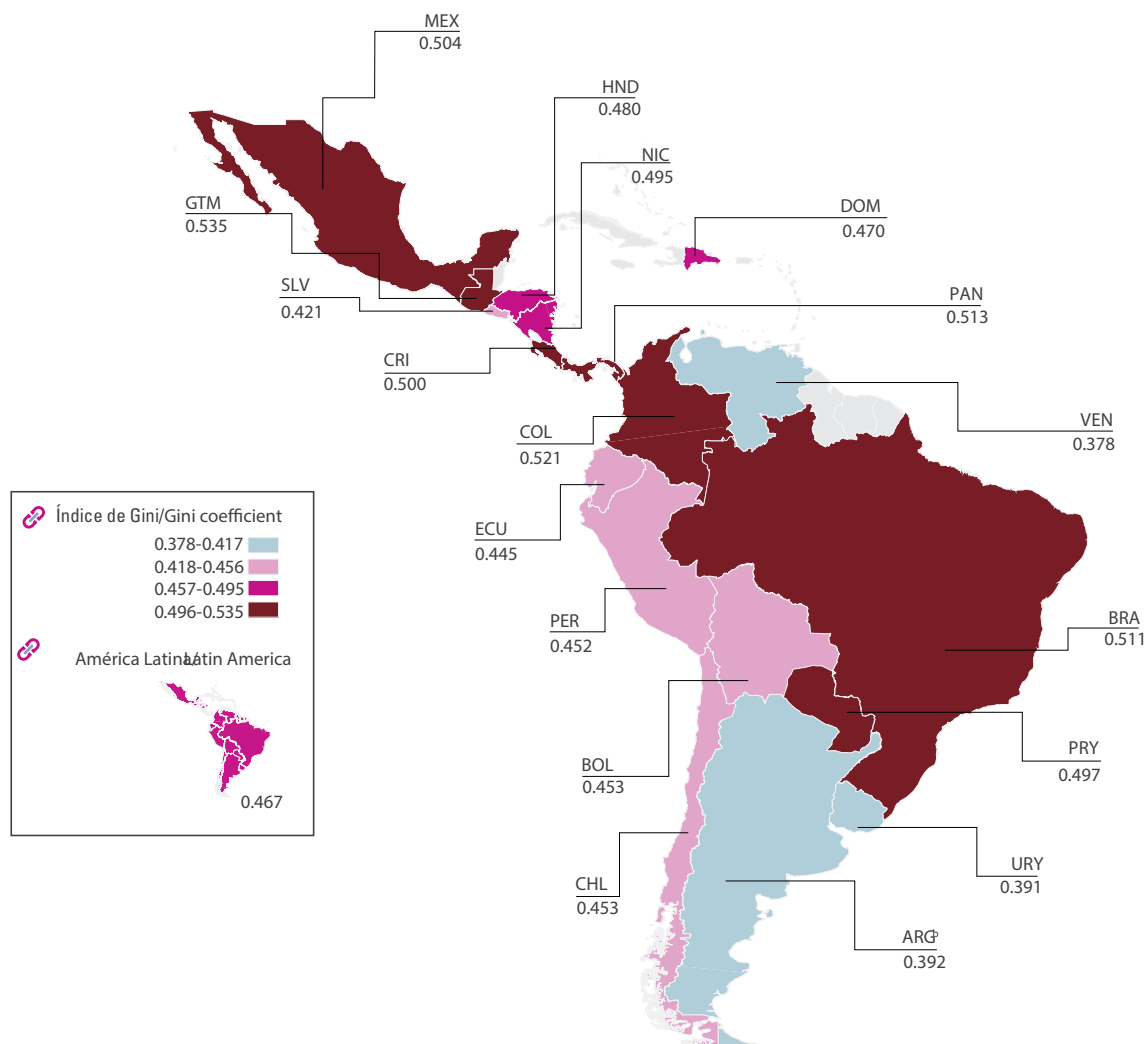 MEX
0.504
HND
0.480
NIC
0.495
GTM
0.535
DOM
0.470
SLV
0.421
PAN
0.513
CRI
0.500
VEN
0.378
COL
0.521
ECU
0.445
PER
0.452
BRA
0.511
BOL
0.453
PRY
0.497
CHL
0.453
URY
0.391
ARG
0.392
Índice de Gini/Gini coefficient
0.378-0.417
0.418-0.456
0.457-0.495
0.496-0.535
América Latina/Latin America
0.467